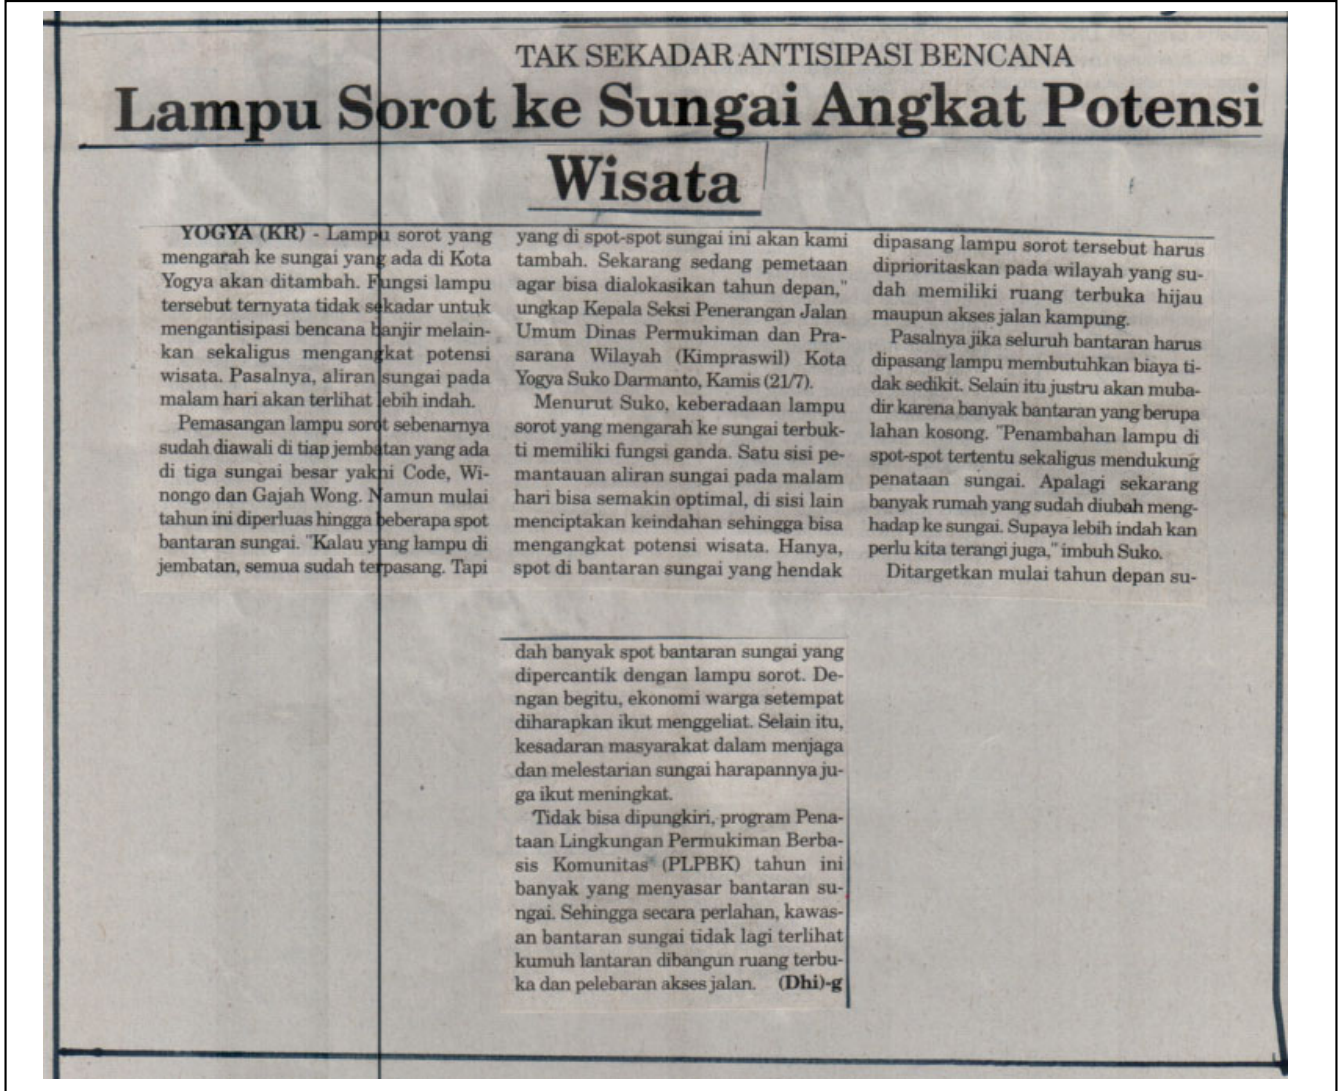 TAK SEKADAR ANTISIPASI BENCANA
Lampu Sorot ke Sungai Angkat Potensi
Wisata
YOGYA (KR) - Lampu sorot yang
mengarah ke sungai yang ada di Kota
Yogya akan ditambah. Fungsi lampu
tersebut ternyata tidak sekadar untuk
mengantisipasi bencana banjir melain-
kan sekaligus mengangkat potensi
wisata. Pasalnya, aliran sungai pada
malam hari akan terlihat lebih indah.
Pemasangan lampu sorot sebenarnya
sudah diawali di tiap jembatan yang ada
di tiga sungai besar yakni Code, Wi-
nongo dan Gajah Wong. Namun mulai
tahun ini diperluas hingga beberapa spot
bantaran sungai. "Kalau yang lampu di
jembatan, semua sudah terpasang. Tapi
yang di spot-spot sungai ini akan kami
tambah. Sekarang sedang pemetaan
agar bisa dialokasikan tahun depan,"
ungkap Kepala Seksi Penerangan Jalan
Umum Dinas Permukiman dan Pra-
sarana Wilayah (Kimpraswil) Kota
Yogya Suko Darmanto, Kamis (21/7).
Menurut Suko, keberadaan lampu
sorot yang mengarah ke sungai terbuk-
ti memiliki fungsi ganda. Satu sisi pe-
mantauan aliran sungai pada malam
hari bisa semakin optimal, di sisi lain
menciptakan keindahan sehingga bisa
mengangkat potensi wisata. Hanya,
spot di bantaran sungai yang hendak
dipasang lampu sorot tersebut harus
diprioritaskan pada wilayah yang su-
dah memiliki ruang terbuka hijau
maupun akses jalan kampung.
Pasalnya jika seluruh bantaran harus
dipasang lampu membutuhkan biaya ti-
dak sedikit. Selain itu justru akan muba-
dir karena banyak bantaran yang berupa
lahan kosong. "Penambahan lampu di
spot-spot tertentu sekaligus mendukung
penataan sungai. Apalagi sekarang
banyak rumah yang sudah diubah meng-
hadap ke sungai. Supaya lebih indah kan
perlu kita terangi juga," imbuh Suko.
Ditargetkan mulai tahun depan su-
dah banyak spot bantaran sungai yang
dipercantik dengan lampu sorot. De-
ngan begitu, ekonomi warga setempat
diharapkan ikut menggeliat. Selain itu,
kesadaran masyarakat dalam menjaga
dan melestarian sungai harapannya ju-
ga ikut meningkat.
Tidak bisa dipungkiri, program Pena-
taan Lingkungan Permukiman Berba-
sis Komunitas (PLPBK) tahun ini
banyak yang menyasar bantaran su-
ngai. Sehingga secara perlahan, kawas-
an bantaran sungai tidak lagi terlihat
kumuh lantaran dibangun ruang terbu-
ka dan pelebaran akses jalan. (Dhi)-g